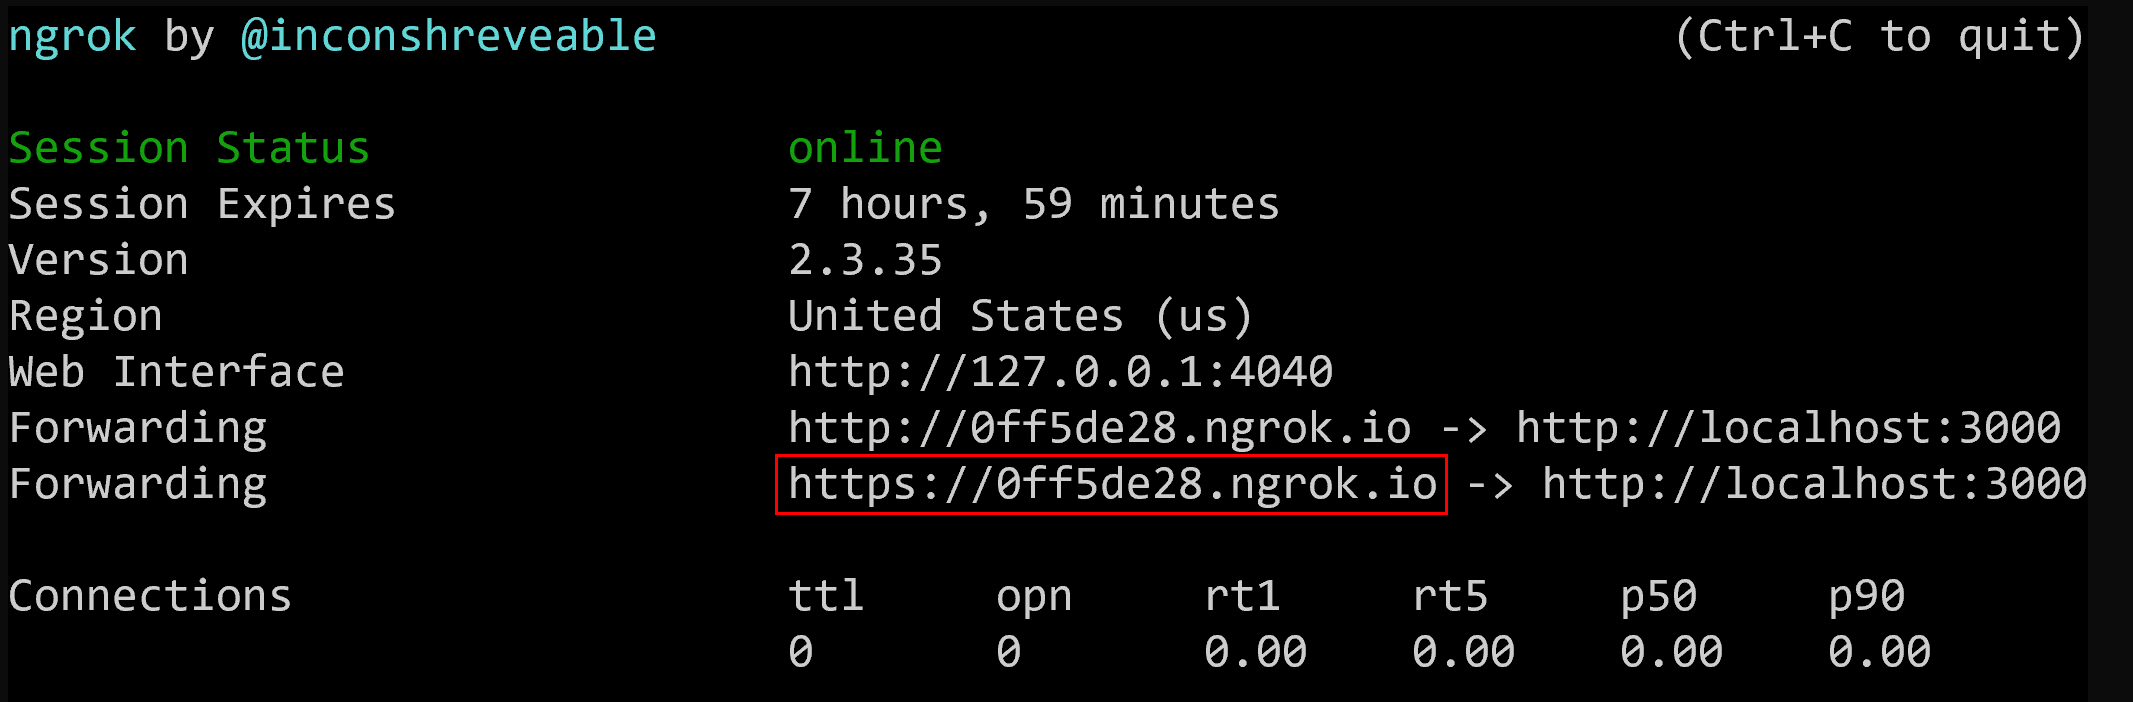 ngrok by @inconshreveable (Ctrl+C to quit)
Session Status online
Session Expires 7 hours, 59 minutes
Version 2.3.35
Region United States (us)
Web Interface http://127.0.0.1:4040
Forwarding http://0ff5de28.ngrok.io -> http://localhost:3000
Forwarding https://0ff5de28.ngrok.io -> http://localhost:3000
Connections ttl opn rt1 rt5 p50 p90
0 0 0.00 0.00 0.00 0.00